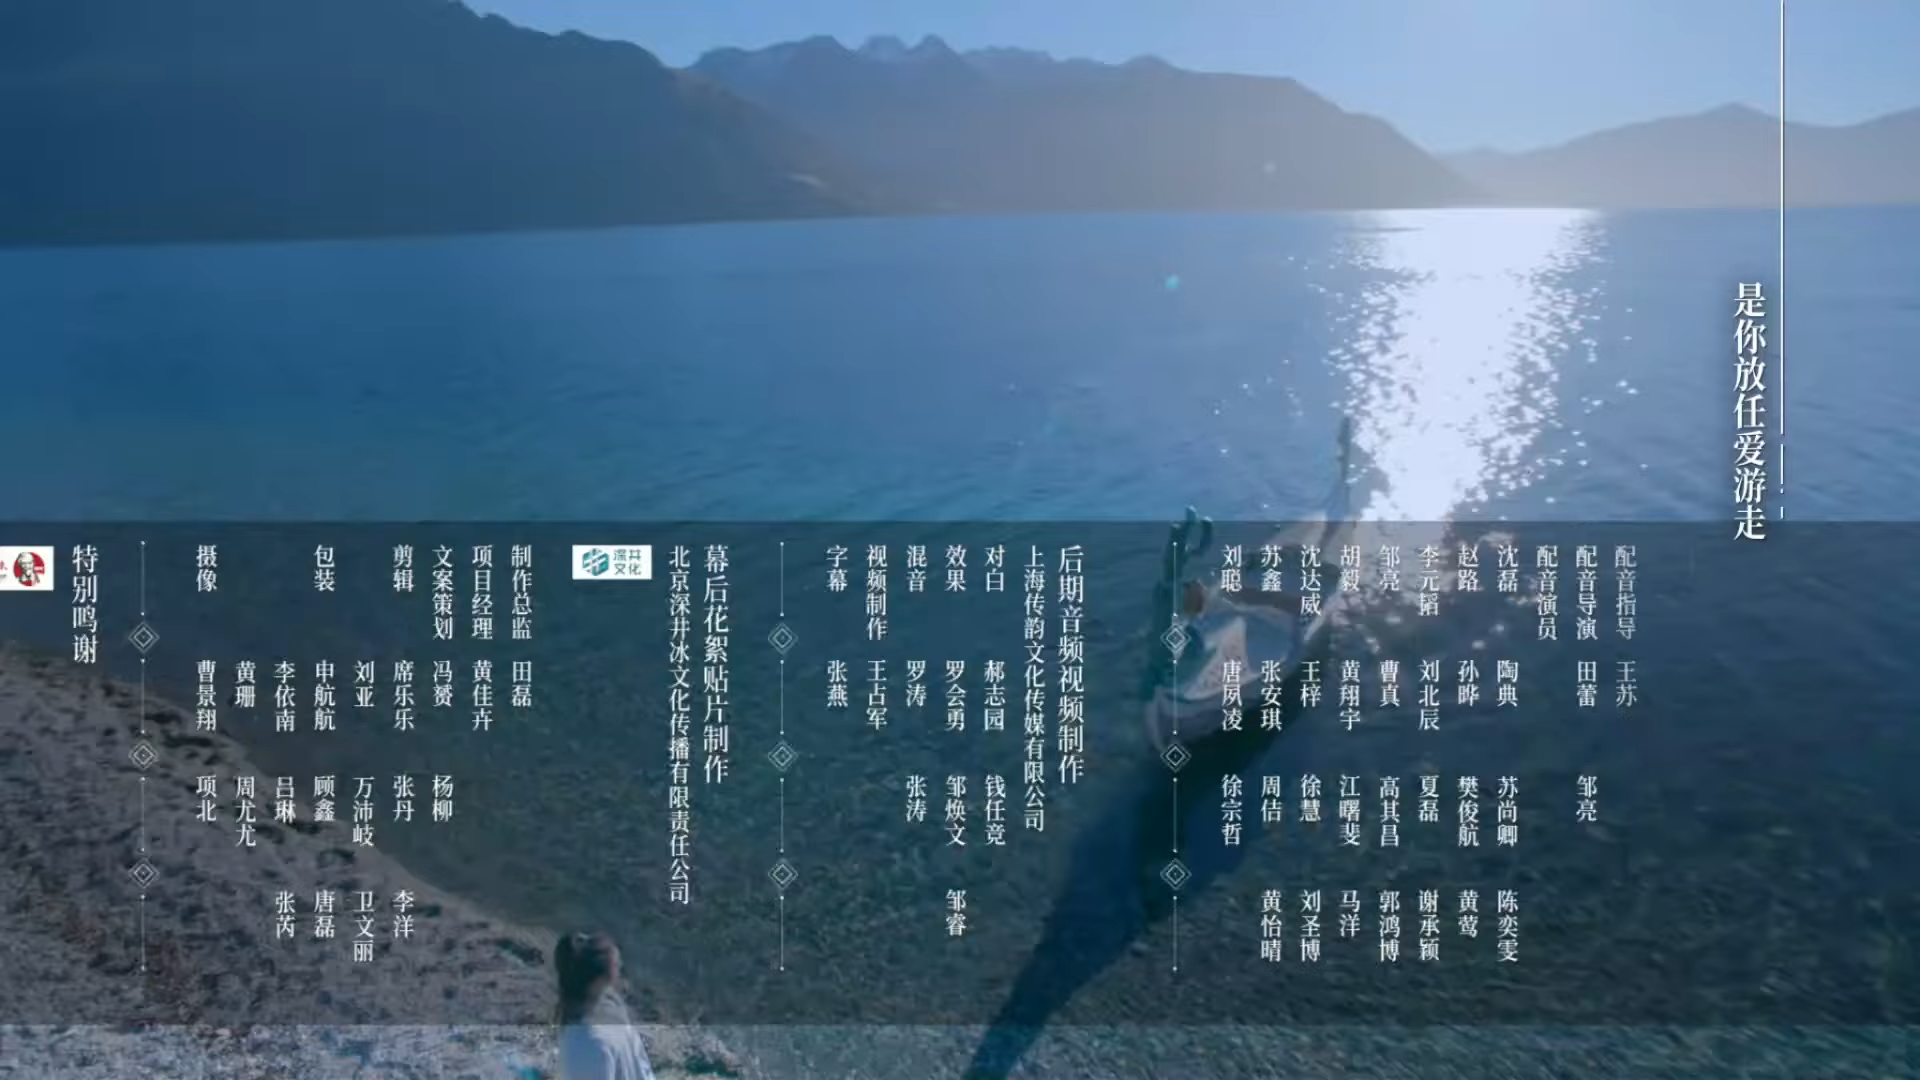 是你放任爱游走
配音指导 王苏
配音导演 田蕾 邹亮
配音演员
沈磊 陶典 苏尚卿 陈奕雯
赵路 孙晔 樊俊航 黄莺
李元韬 刘北辰 夏磊 谢承颖
邹亮 曹真 高其昌 郭鸿博
胡毅 黄翔宇 江曙斐 马洋
沈达威 王梓 徐慧 刘圣博
苏鑫 张安琪 周佶 黄怡晴
刘聪 唐夙凌 徐宗哲
后期音频视频制作
上海传韵文化传媒有限公司
对白 郝志园 钱任竞
效果 罗会勇 邹焕文 邹睿
混音 罗涛 张涛
视频制作 王占军
字幕 张燕
幕后花絮贴片制作
北京深井冰文化传播有限责任公司
深井
文化
制作总监 田磊
项目经理 黄佳卉
文案策划 冯赟 杨柳
剪辑 席乐乐 张丹 李洋
刘亚 万沛岐 卫文丽
包装 申航航 顾鑫 唐磊
李依南 吕琳 张芮
黄珊 周尤尤
摄像 曹景翔 项北
特别鸣谢